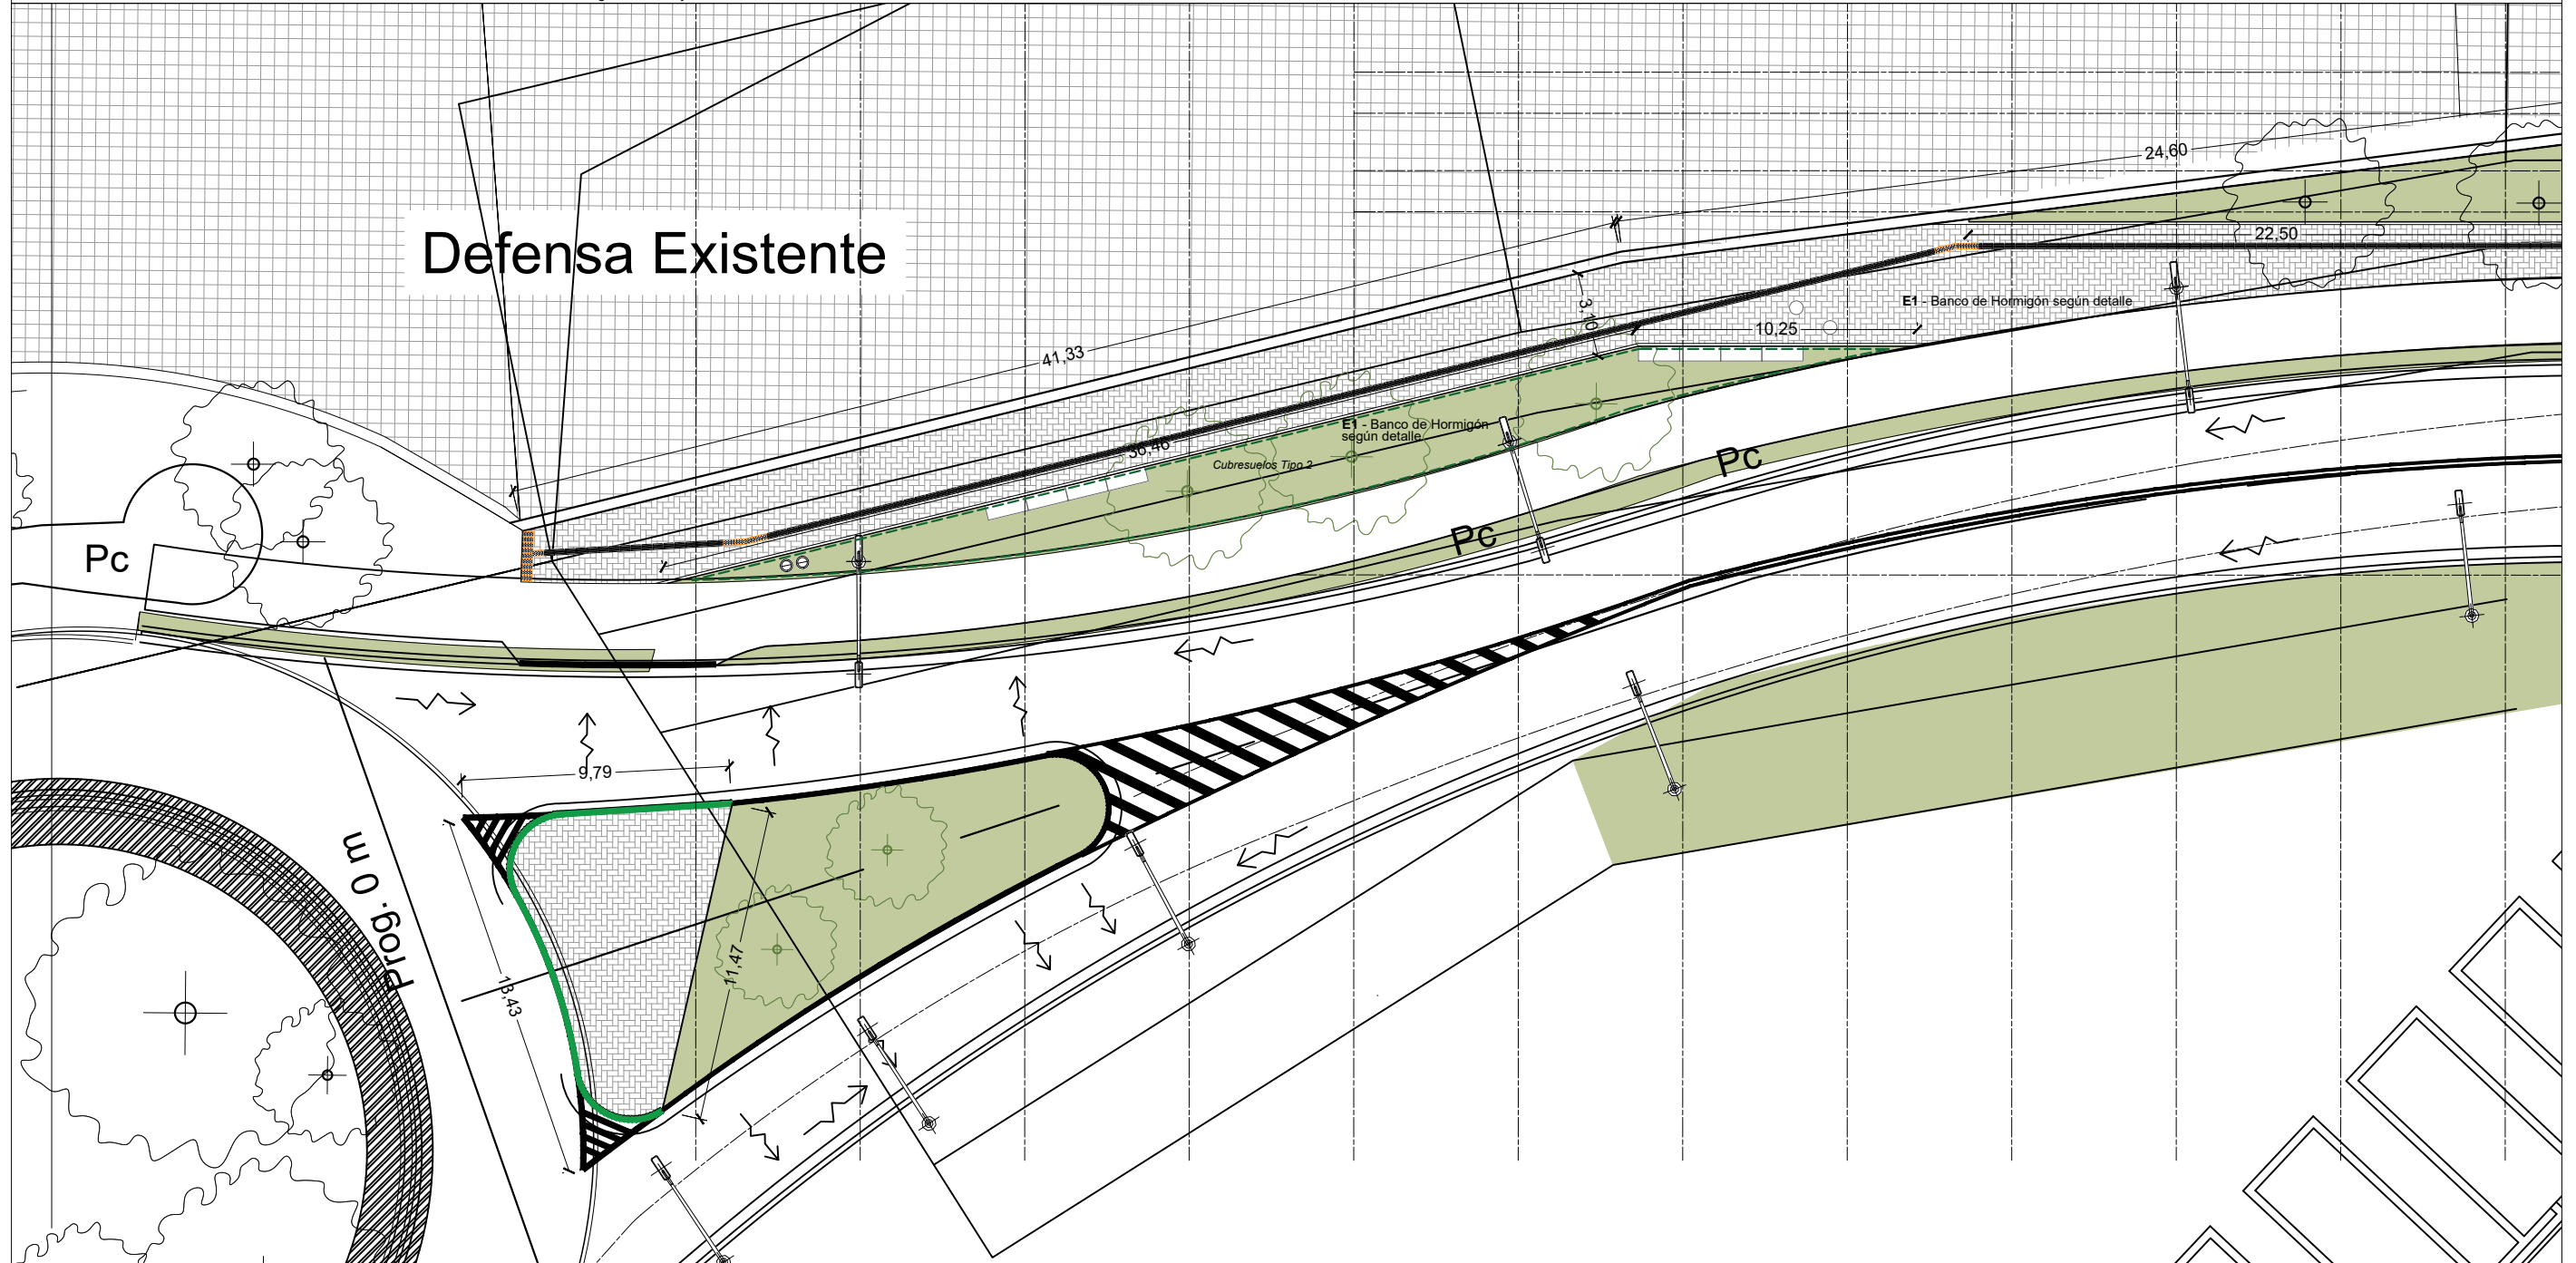 24,60
22,50
Defensa Existente
3,10
E1 - Banco de Hormigón según detalle
10,25
41,33
E1 - Banco de Hormigón
según detalle
36,46
Cubresuelos Tipo 2
Pc
Pc
Pc
9,79
Prog. 0 m
11,47
13,43